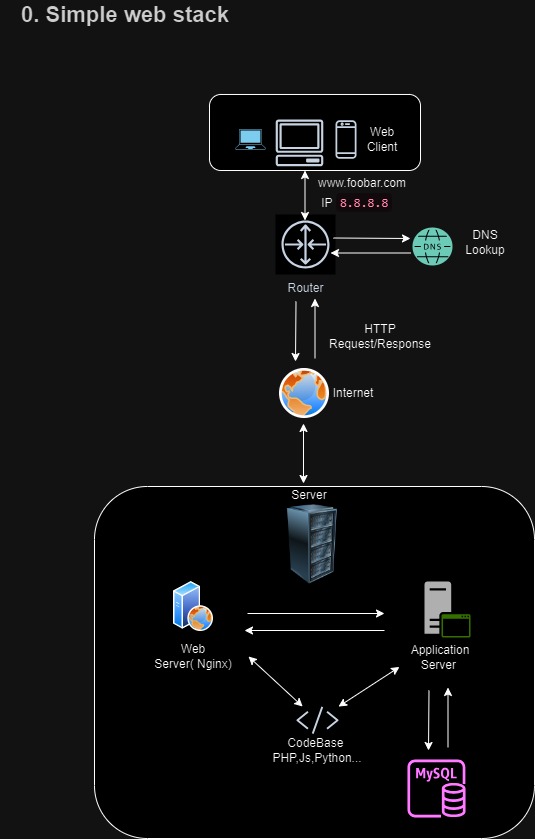 0. Simple web stack
Web
Client
www.foobar.com
IP 8.8.8.8
DNS
DNS
Lookup
Router
HTTP
Request/Response
Internet
Server
Web
Server( Nginx)
Application
Server
CodeBase
PHP,Js,Python...
MySQL